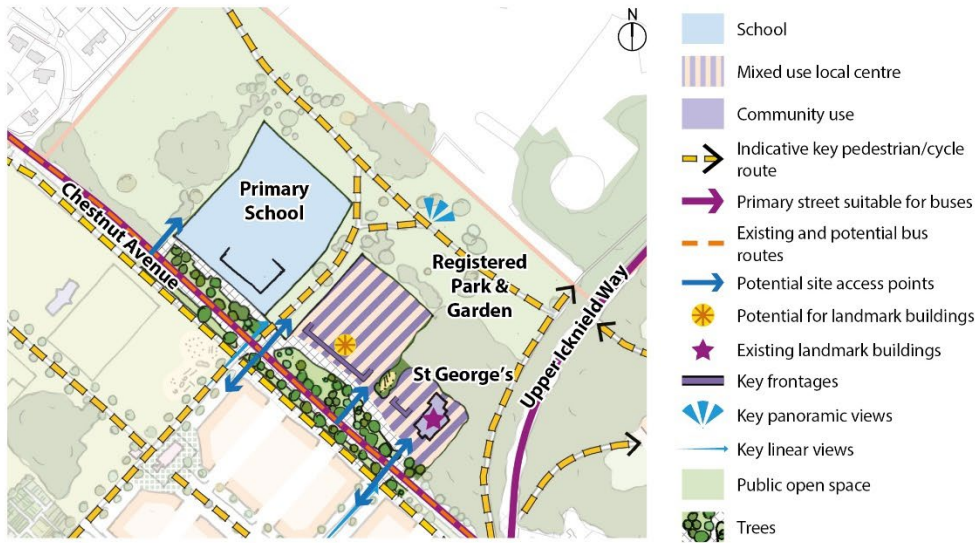 N
Primary
School
Chestnut Avenue
Registered
Park &
Garden
St George's
Upper Icknield Way
School
Mixed use local centre
Community use
Indicative key pedestrian/cycle
route
Primary street suitable for buses
Existing and potential bus
routes
Potential site access points
Potential for landmark buildings
Existing landmark buildings
Key frontages
Key panoramic views
Key linear views
Public open space
Trees